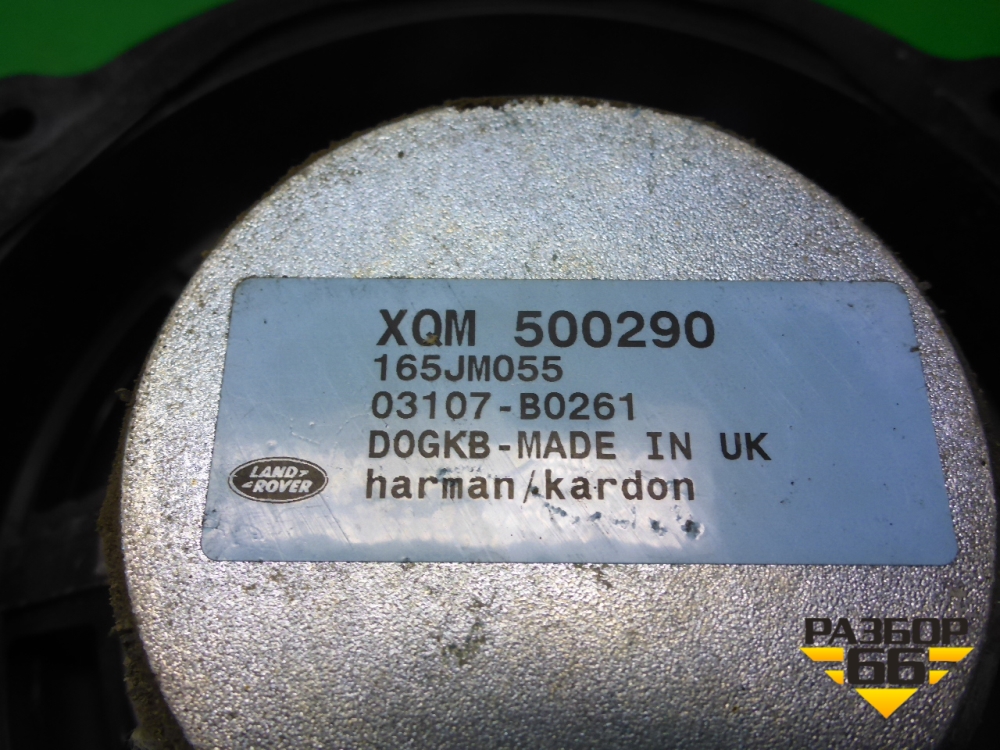 XQM 500290
165JM055
03107-B0261
DOGKB-MADE IN UK
LAND
ROVER
harman/kardon
РАЗБОР
66